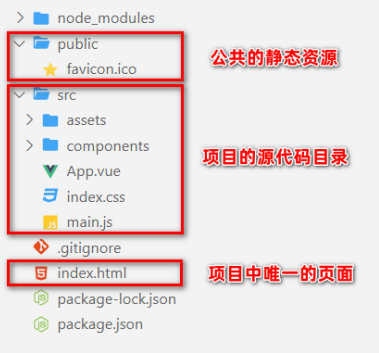 node_modules
public
公共的静态资源
favicon.ico
src
assets
components
项目的源代码目录
App.vue
index.css
main.js
.gitignore
index.html
项目中唯一的页面
package-lock.json
package.json